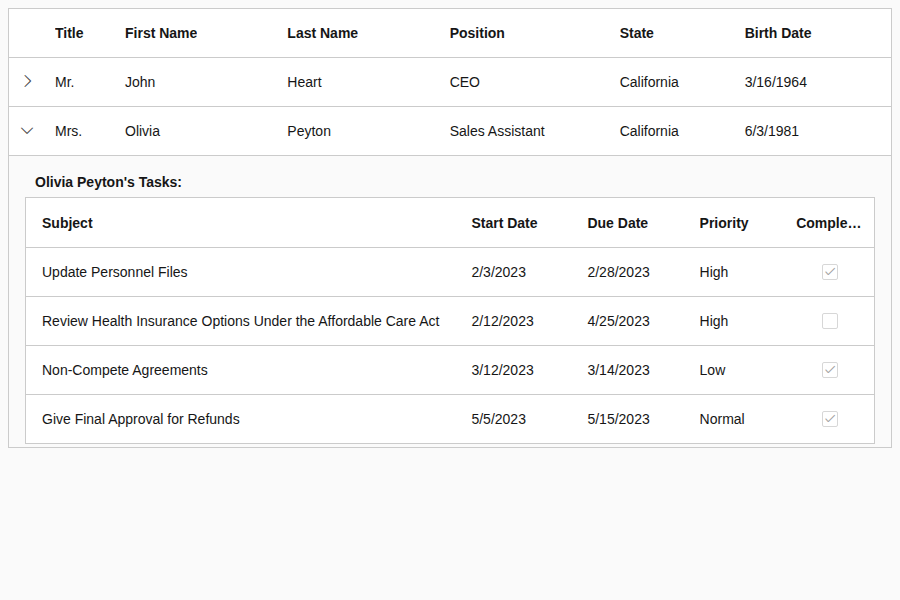 Title First Name Last Name Position State Birth Date
Mr. John Heart CEO California 3/16/1964
Mrs. Olivia Peyton Sales Assistant California 6/3/1981
Olivia Peyton's Tasks:
Subject Start Date Due Date Priority Comple…
Update Personnel Files 2/3/2023 2/28/2023 High
Review Health Insurance Options Under the Affordable Care Act 2/12/2023 4/25/2023 High
Non-Compete Agreements 3/12/2023 3/14/2023 Low
Give Final Approval for Refunds 5/5/2023 5/15/2023 Normal